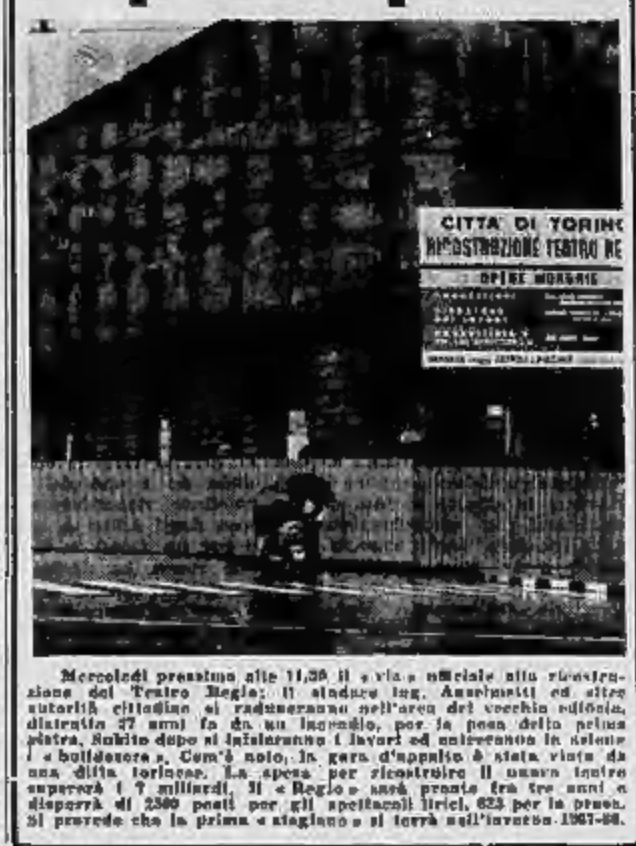 CITTA' DI TORINO
RICOSTRUZIONE TEATRO RE
OPERE MURARIE
Mercoledì prossimo alle 11,30 il « via » ufficiale alla ricostru-
zione del Teatro Regio: il sindaco ing. Anselmetti ed altre
autorità cittadine si raduneranno nell'area del vecchio edificio,
distrutto 27 anni fa da un incendio, per la posa della prima
pietra. Subito dopo si inizieranno i lavori ed entreranno in azione
i « bulldozers ». Com'è noto, la gara d'appalto è stata vinta da
una ditta torinese. La spesa per ricostruire il nuovo teatro
supererà i 7 miliardi. Il « Regio » sarà pronto fra tre anni e
disporrà di 2300 posti per gli spettacoli lirici, 623 per la prosa.
Si prevede che la prima « stagione » si terrà nell'inverno 1967-68.